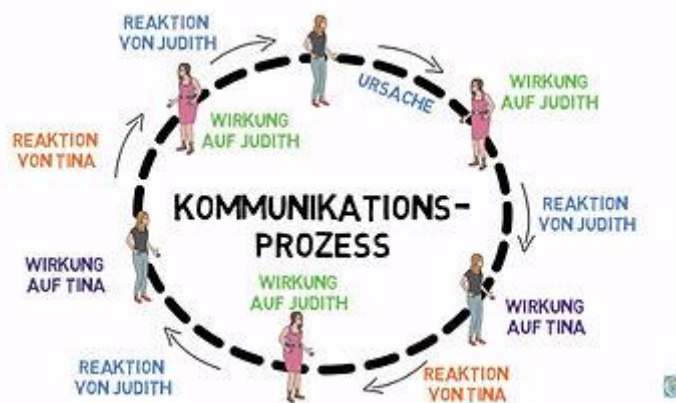 REAKTION
VON JUDITH
URSACHE
WIRKUNG
AUF JUDITH
REAKTION
VON JUDITH
WIRKUNG
AUF TINA
REAKTION
VON TINA
WIRKUNG
AUF JUDITH
REAKTION
VON JUDITH
WIRKUNG
AUF TINA
REAKTION
VON TINA
WIRKUNG
AUF JUDITH
KOMMUNIKATIONS-
PROZESS